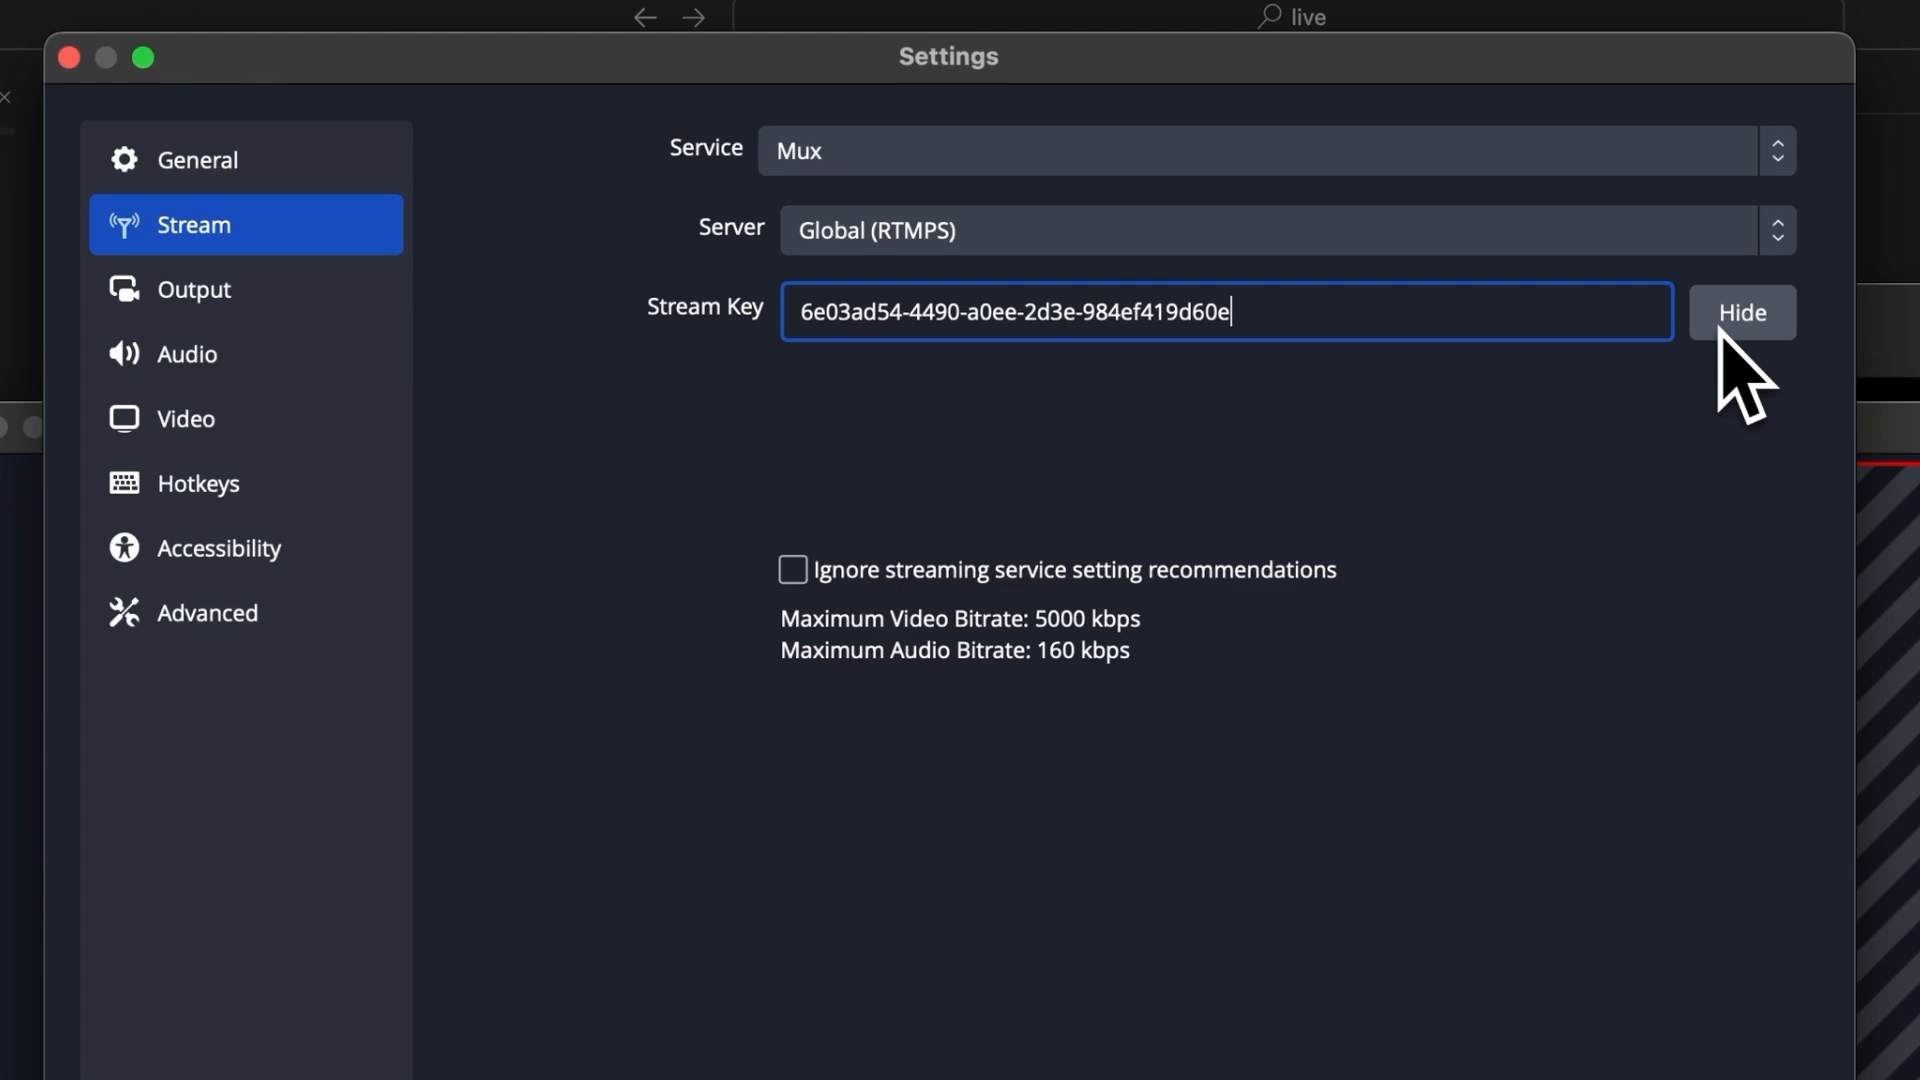 live
Settings
General
Stream
Output
Audio
Video
Hotkeys
Accessibility
Advanced
Service
Mux
Server
Global (RTMPS)
Stream Key
6e03ad54-4490-a0ee-2d3e-984ef419d60e
Hide
Ignore streaming service setting recommendations
Maximum Video Bitrate: 5000 kbps
Maximum Audio Bitrate: 160 kbps